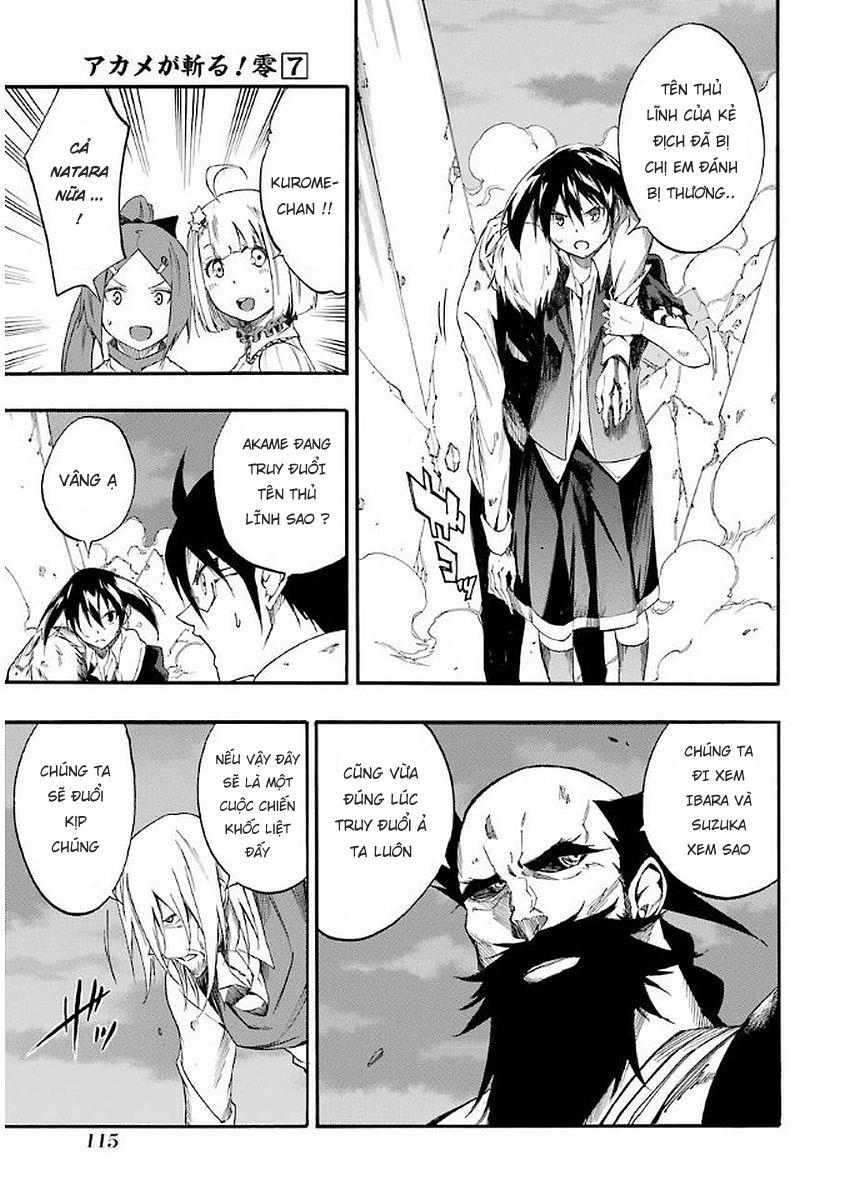 アカメが斬る!零7
TÊN THỦ
LĨNH CỦA KẺ
ĐỊCH ĐÃ BỊ
CHỊ EM ĐÁNH
BỊ THƯƠNG..
ザッ
KUROME-
CHAN !!
CẢ
NATARA
NỮA ...
!
AKAME ĐANG
TRUY ĐUỔI
TÊN THỦ
LĨNH SAO ?
VÂNG Ạ
CHÚNG TA
ĐI XEM
IBARA VÀ
SUZUKA
XEM SAO
CŨNG VỪA
ĐÚNG LÚC
TRUY ĐUỔI Ả
TA LUÔN
NẾU VẬY ĐÂY
SẼ LÀ MỘT
CUỘC CHIẾN
KHỐC LIỆT
ĐẤY
CHÚNG TA
SẼ ĐUỔI
KỊP
CHÚNG
115